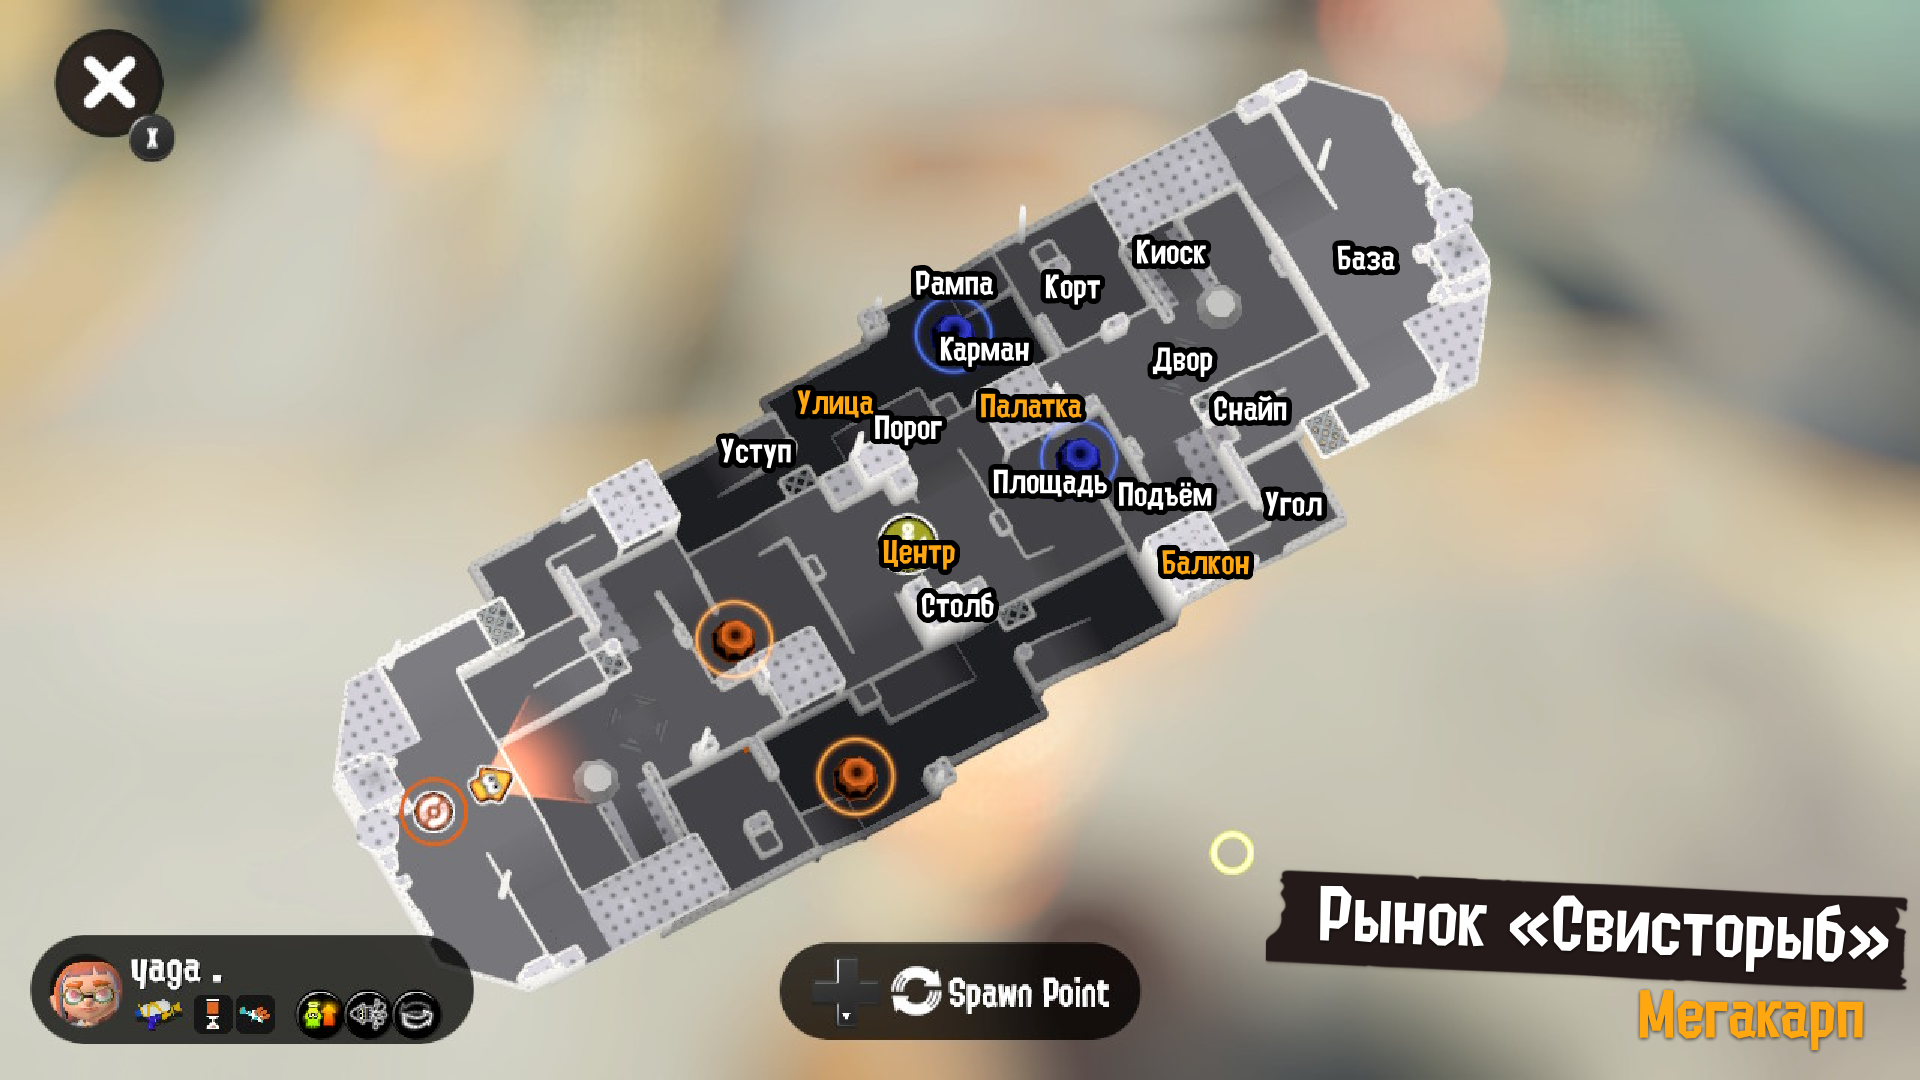 X
База
Киоск
Рампа
Корт
Карман
Двор
Улица
Палатка
Снайп
Порог
Уступ
Площадь
Подъём
Угол
Центр
Балкон
Столб
yaga .
Spawn Point
Рынок «Свисторыб»
Мегакарп